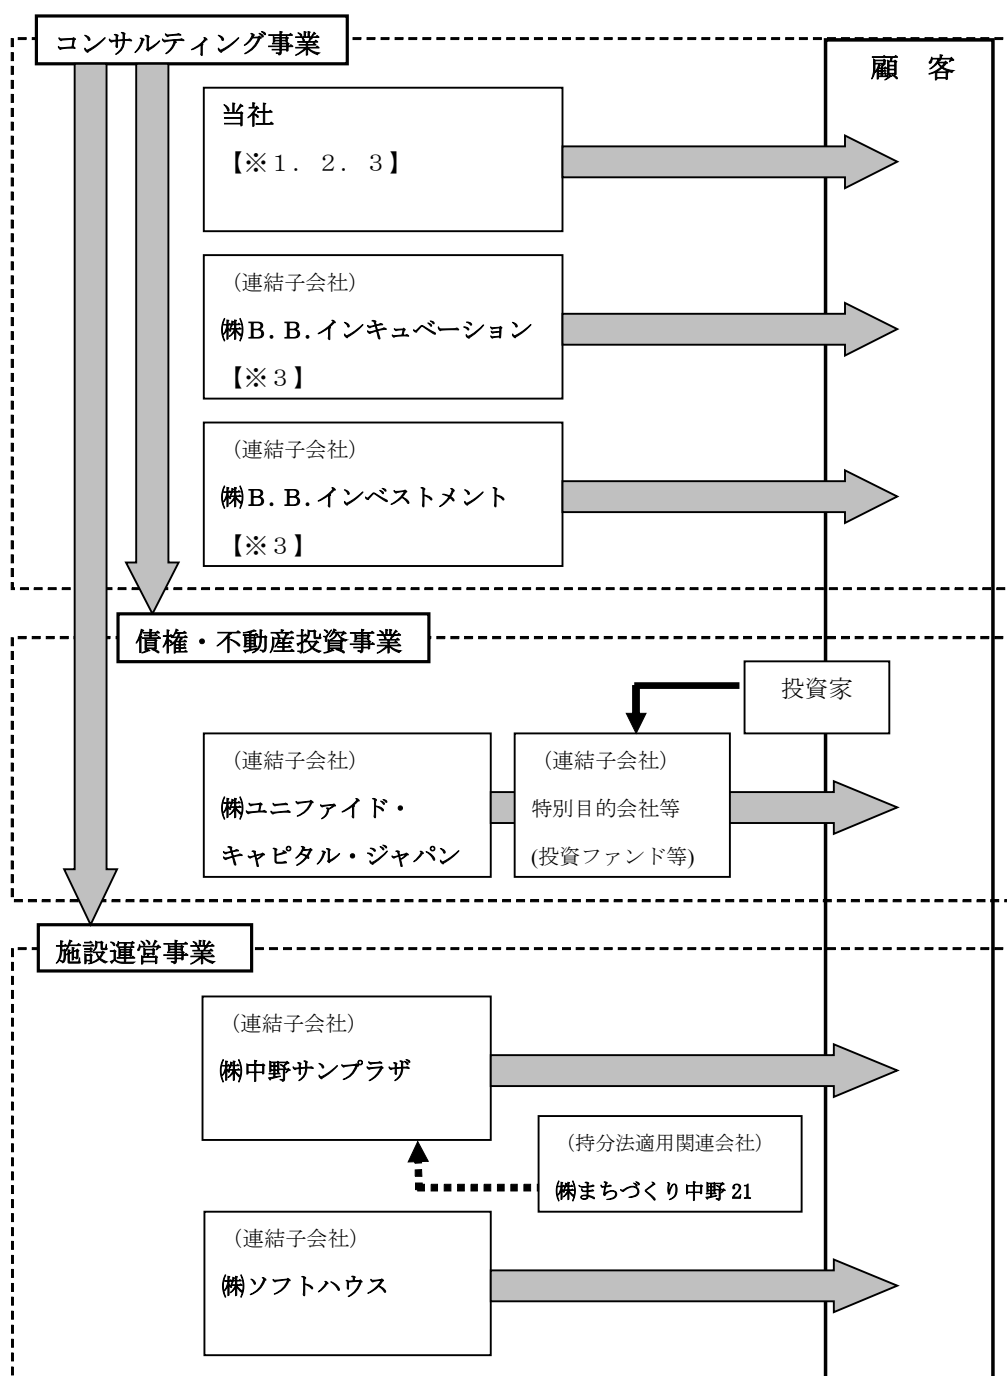 コンサルティング事業
顧　客
当社
【※１．２．３】
（連結子会社）
㈱Ｂ.Ｂ.インキュベーション
【※３】
（連結子会社）
㈱Ｂ.Ｂ.インベストメント
【※３】
債権・不動産投資事業
投資家
（連結子会社）
㈱ユニファイド・
キャピタル・ジャパン
（連結子会社）
特別目的会社等
(投資ファンド等)
施設運営事業
（連結子会社）
㈱中野サンプラザ
（持分法適用関連会社）
㈱まちづくり中野 21
（連結子会社）
㈱ソフトハウス